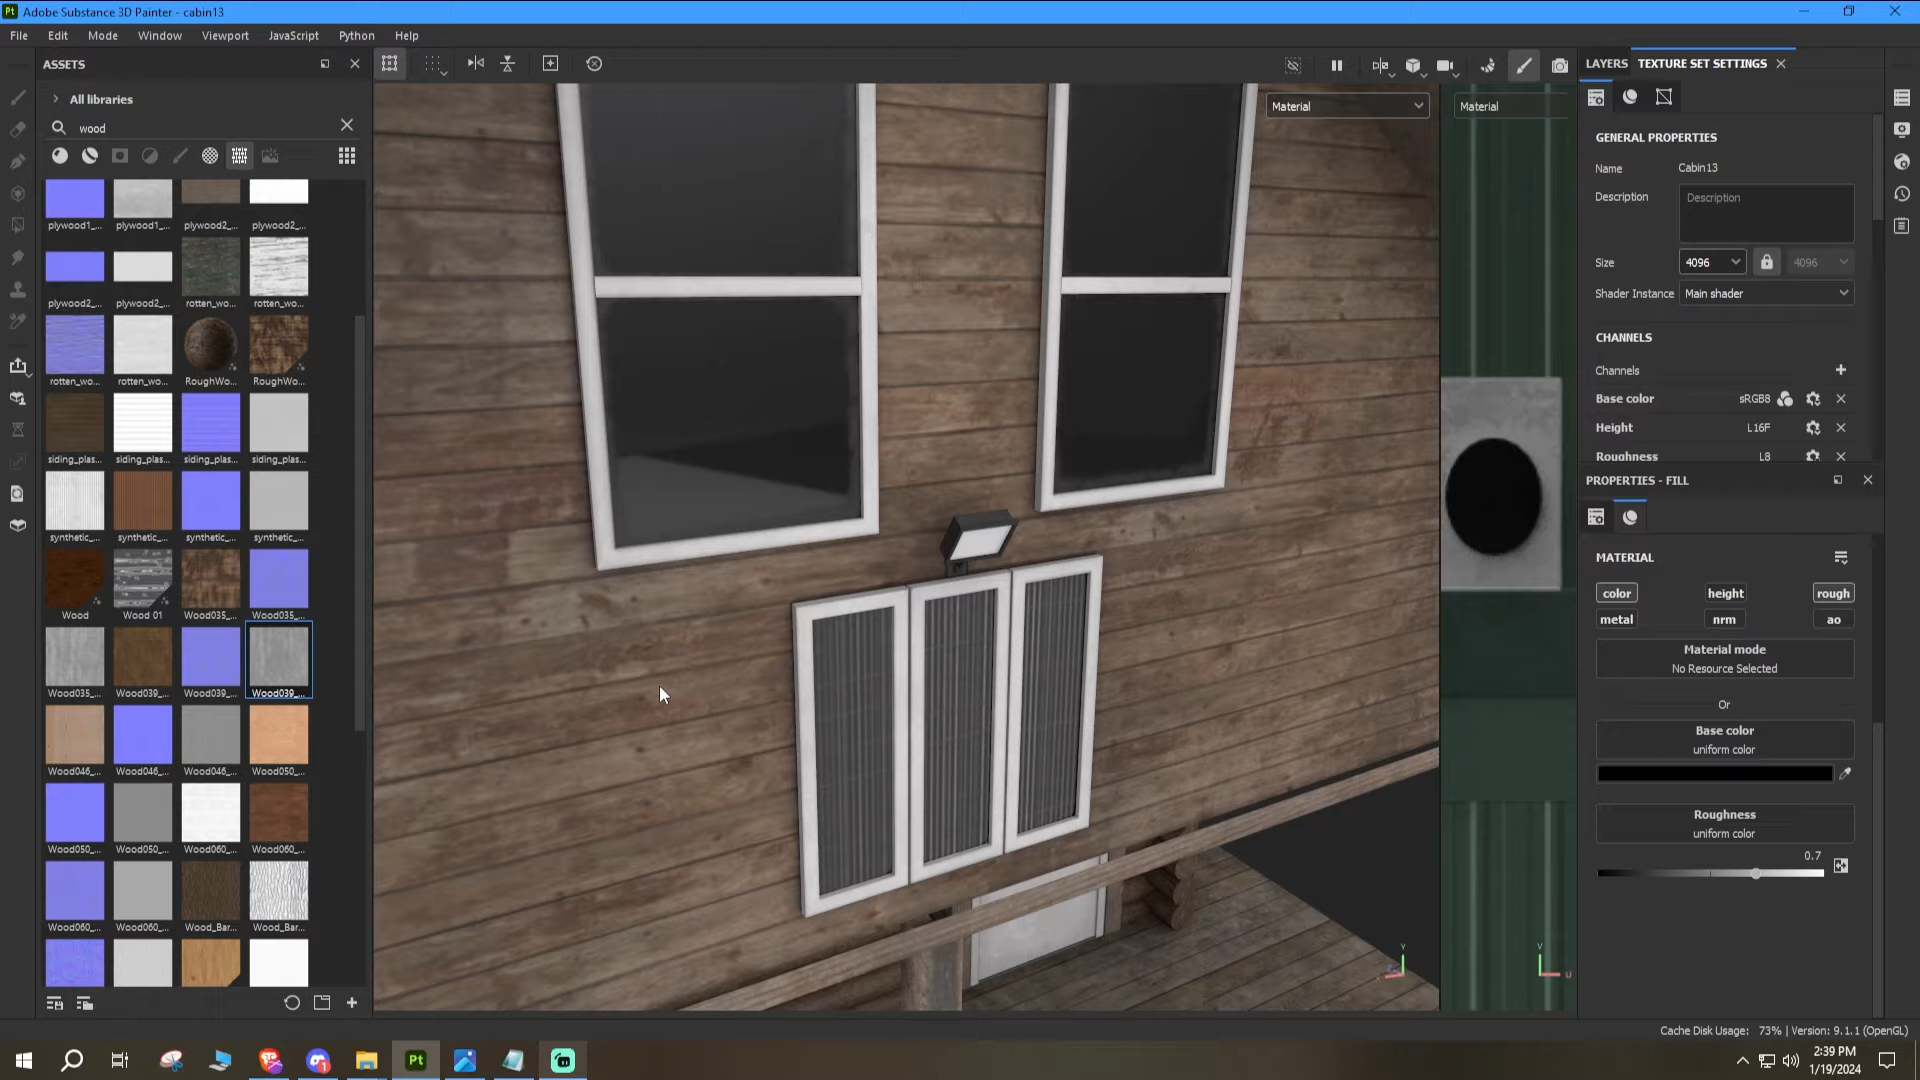 Adobe Substance 3D Painter - cabin13
File Edit Mode Window Viewport JavaScript Python Help
ASSETS
All libraries
wood
plywood1_... plywood1_... plywood2_... plywood2_...
plywood2_... plywood2_... rotten_wo... rotten_wo...
rotten_wo... rotten_wo... RoughWo... RoughWo...
siding_plas... siding_plas... siding_plas... siding_plas...
synthetic_... synthetic_... synthetic_... synthetic_...
Wood Wood 01 Wood035_... Wood035_...
Wood035_... Wood039_... Wood039_... Wood039_...
Wood046_... Wood046_... Wood046_... Wood050_...
Wood050_... Wood050_... Wood060_... Wood060_...
Wood060_... Wood060_... Wood_Bar... Wood_Bar...
Material
Material
Y
V
U
LAYERS TEXTURE SET SETTINGS
GENERAL PROPERTIES
Name Cabin13
Description Description
Size 4096 4096
Shader Instance Main shader
CHANNELS
Channels
Base color sRGB8
Height L16F
Roughness L8
PROPERTIES - FILL
MATERIAL
color height rough
metal nrm ao
Material mode
No Resource Selected
Or
Base color
uniform color
Roughness
uniform color
0.7
Cache Disk Usage: 73% | Version: 9.1.1 (OpenGL)
Pt
2:39 PM
1/19/2024